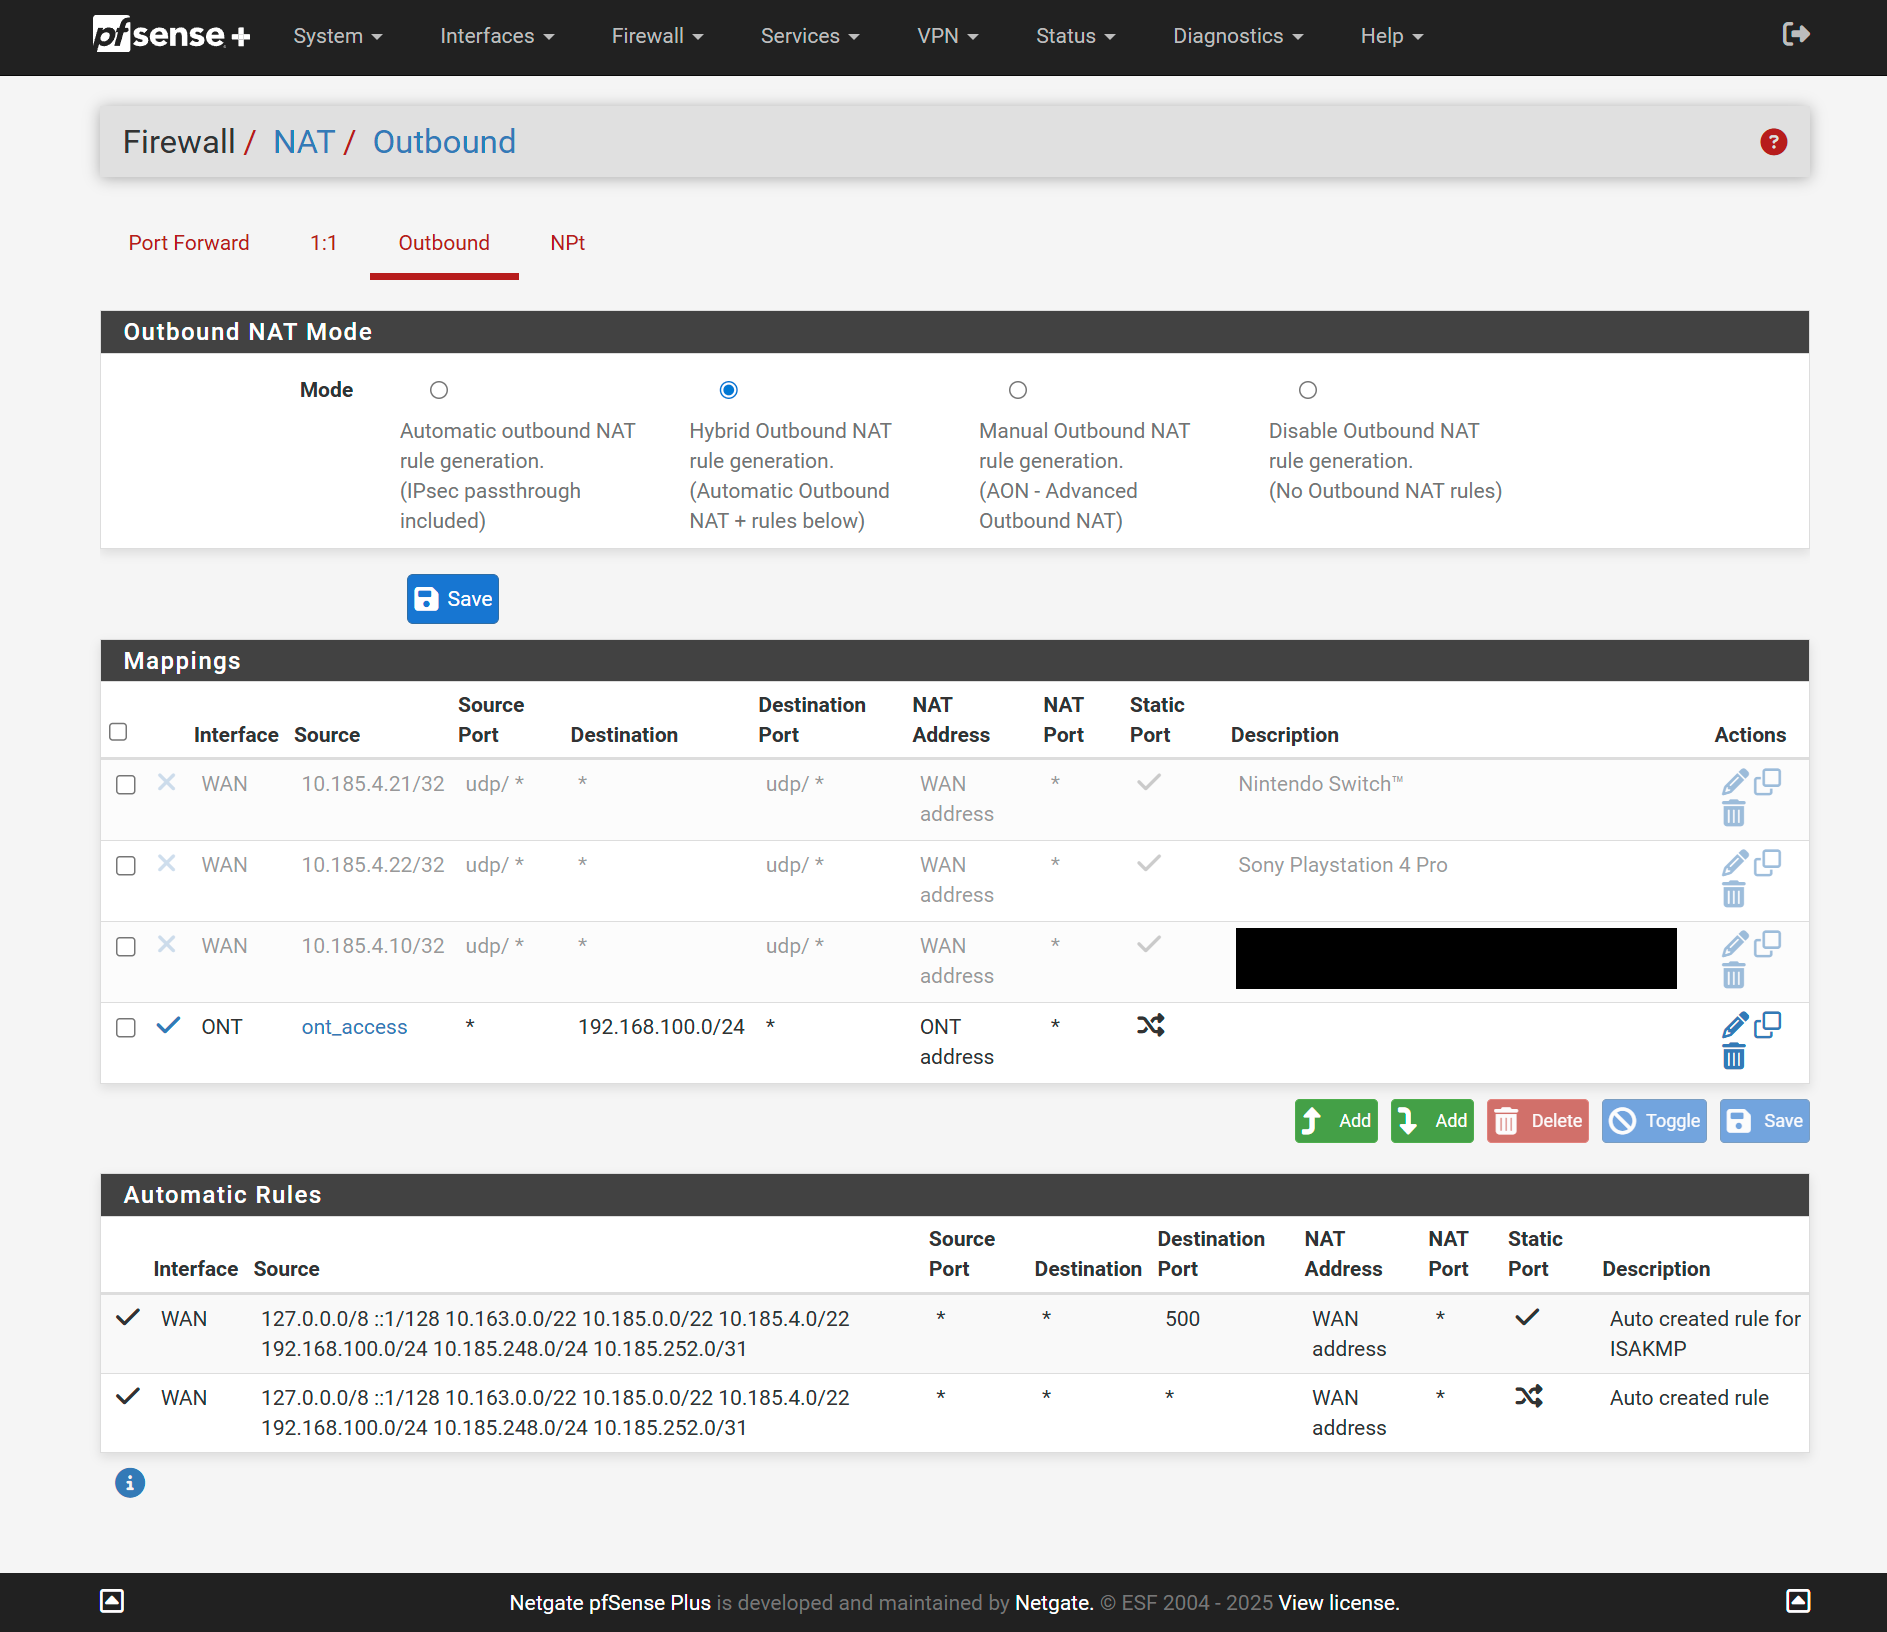 pfsense+ System Interfaces Firewall Services VPN Status Diagnostics Help
Firewall / NAT / Outbound
Port Forward 1:1 Outbound NPt
Outbound NAT Mode
Mode
Automatic outbound NAT rule generation.
(IPsec passthrough included)
Hybrid Outbound NAT rule generation.
(Automatic Outbound NAT + rules below)
Manual Outbound NAT rule generation.
(AON - Advanced Outbound NAT)
Disable Outbound NAT rule generation.
(No Outbound NAT rules)
Save
Mappings
Interface Source Source Port Destination Destination Port NAT Address NAT Port Static Port Description Actions
WAN 10.185.4.21/32 udp/ * * udp/ * WAN address * Nintendo Switch™
WAN 10.185.4.22/32 udp/ * * udp/ * WAN address * Sony Playstation 4 Pro
WAN 10.185.4.10/32 udp/ * * udp/ * WAN address *
ONT ont_access * 192.168.100.0/24 * ONT address *
Add Add Delete Toggle Save
Automatic Rules
Interface Source Source Port Destination Destination Port NAT Address NAT Port Static Port Description
WAN 127.0.0.0/8 ::1/128 10.163.0.0/22 10.185.0.0/22 10.185.4.0/22 192.168.100.0/24 10.185.248.0/24 10.185.252.0/31 * * 500 WAN address * Auto created rule for ISAKMP
WAN 127.0.0.0/8 ::1/128 10.163.0.0/22 10.185.0.0/22 10.185.4.0/22 192.168.100.0/24 10.185.248.0/24 10.185.252.0/31 * * * WAN address * Auto created rule
Netgate pfSense Plus is developed and maintained by Netgate. © ESF 2004 - 2025 View license.